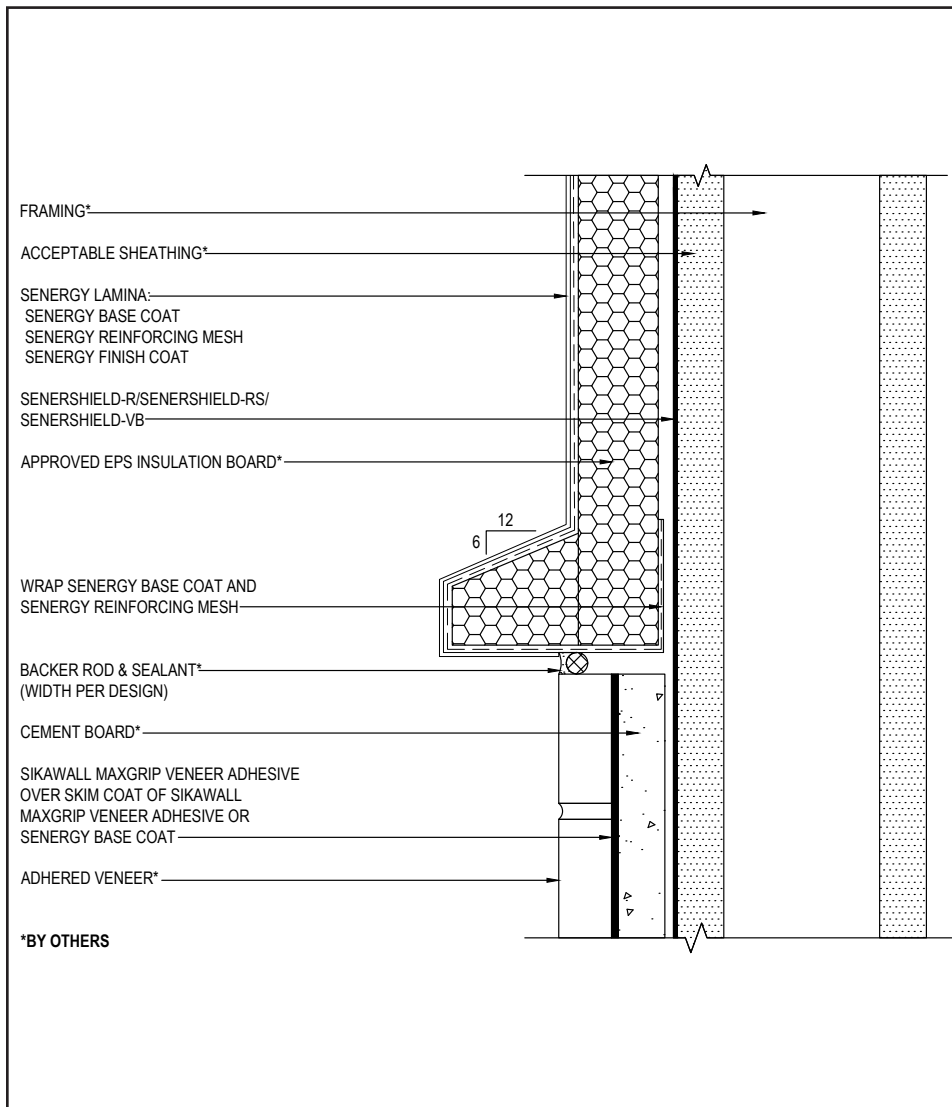 FRAMING*
ACCEPTABLE SHEATHING*
SENERGY LAMINA:
SENERGY BASE COAT
SENERGY REINFORCING MESH
SENERGY FINISH COAT
SENERSHIELD-R/SENERSHIELD-RS/
SENERSHIELD-VB
APPROVED EPS INSULATION BOARD*
12
6
WRAP SENERGY BASE COAT AND
SENERGY REINFORCING MESH
BACKER ROD & SEALANT*
(WIDTH PER DESIGN)
CEMENT BOARD*
SIKAWALL MAXGRIP VENEER ADHESIVE
OVER SKIM COAT OF SIKAWALL
MAXGRIP VENEER ADHESIVE OR
SENERGY BASE COAT
ADHERED VENEER*
*BY OTHERS